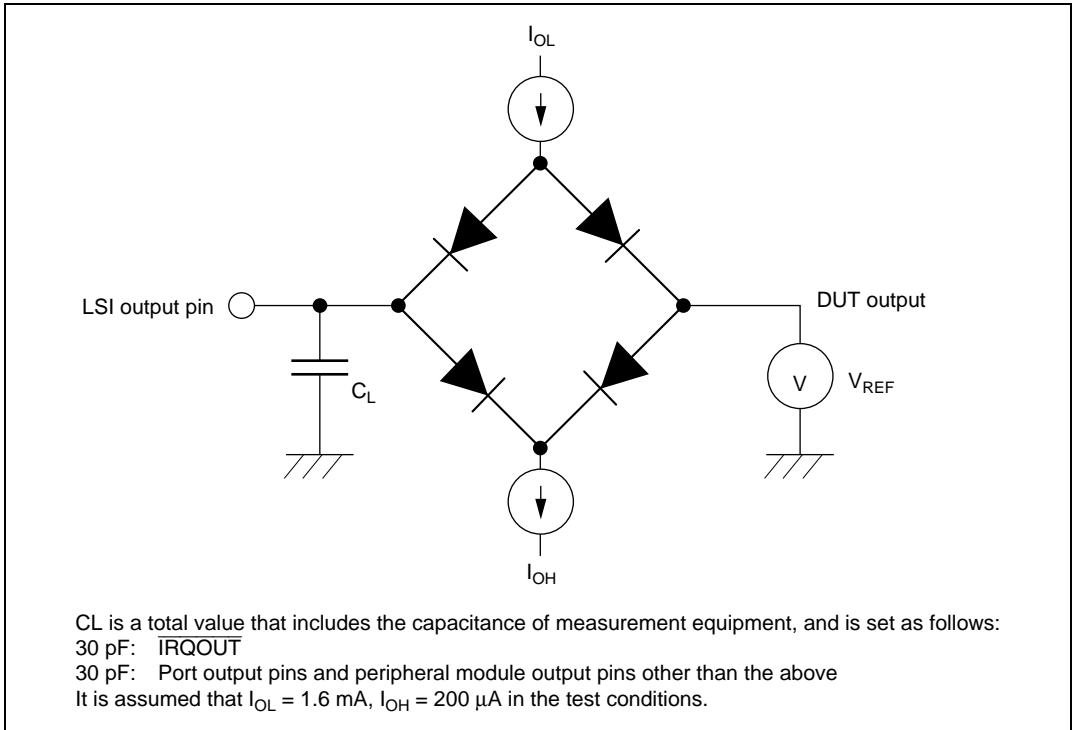 I_OL
LSI output pin
C_L
DUT output
V
V_REF
I_OH
CL is a total value that includes the capacitance of measurement equipment, and is set as follows:
30 pF: IRQOUT
30 pF: Port output pins and peripheral module output pins other than the above
It is assumed that I_OL = 1.6 mA, I_OH = 200 μA in the test conditions.